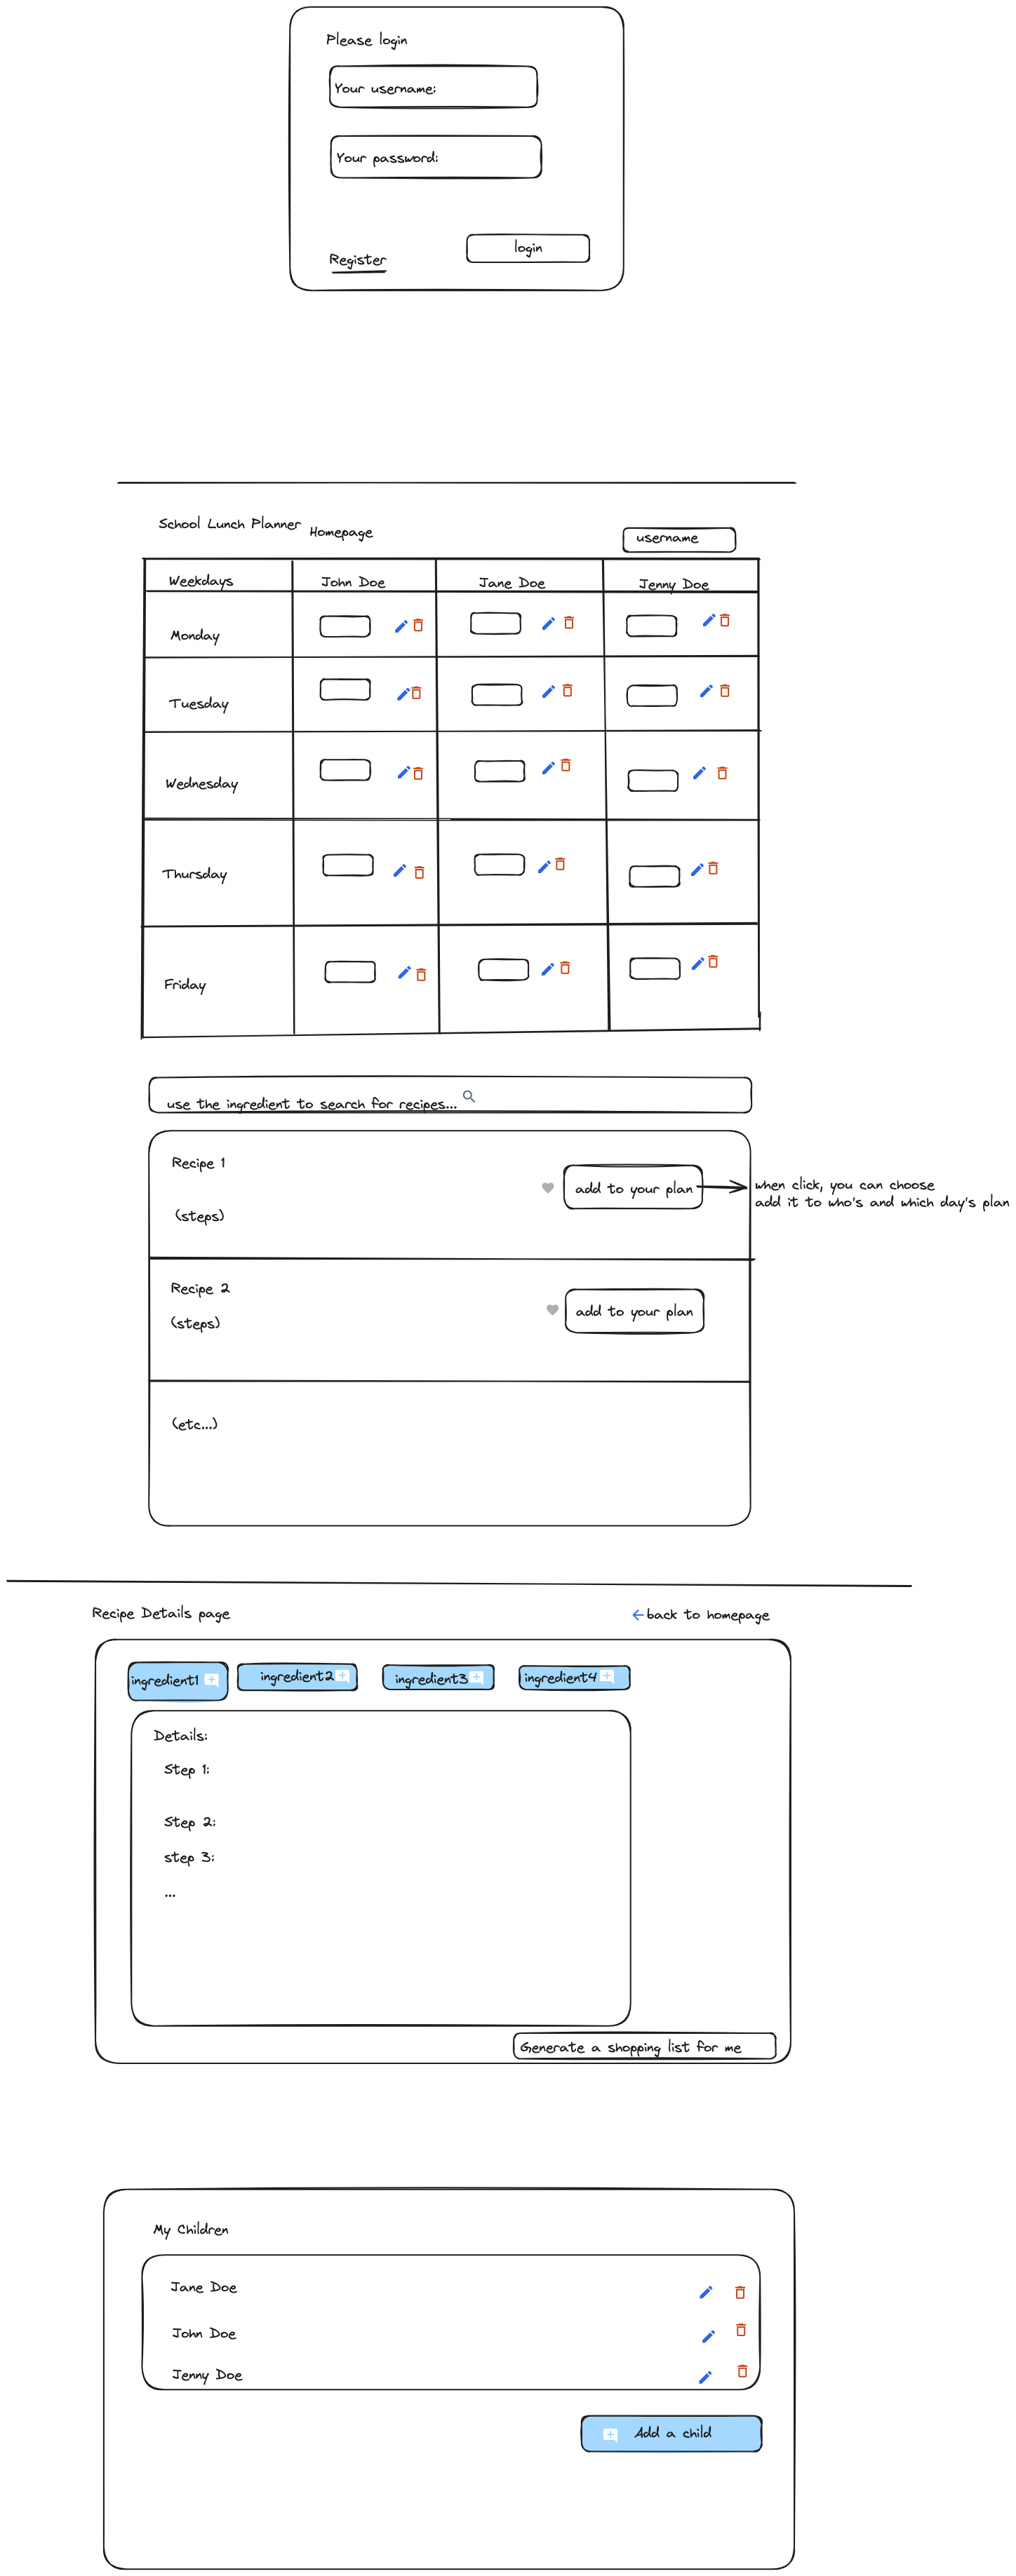 Please login
Your username:
Your password:
login
Register
School Lunch Planner
Homepage
username
Weekdays
John Doe
Jane Doe
Jenny Doe
Monday
Tuesday
Wednesday
Thursday
Friday
use the ingredient to search for recipes...
Recipe 1
add to your plan
when click, you can choose
add it to who's and which day's plan
(steps)
Recipe 2
add to your plan
(steps)
(etc...)
Recipe Details page
back to homepage
ingredient1
ingredient2
ingredient3
ingredient4
Details:
Step 1:
Step 2:
step 3:
...
Generate a shopping list for me
My Children
Jane Doe
John Doe
Jenny Doe
Add a child